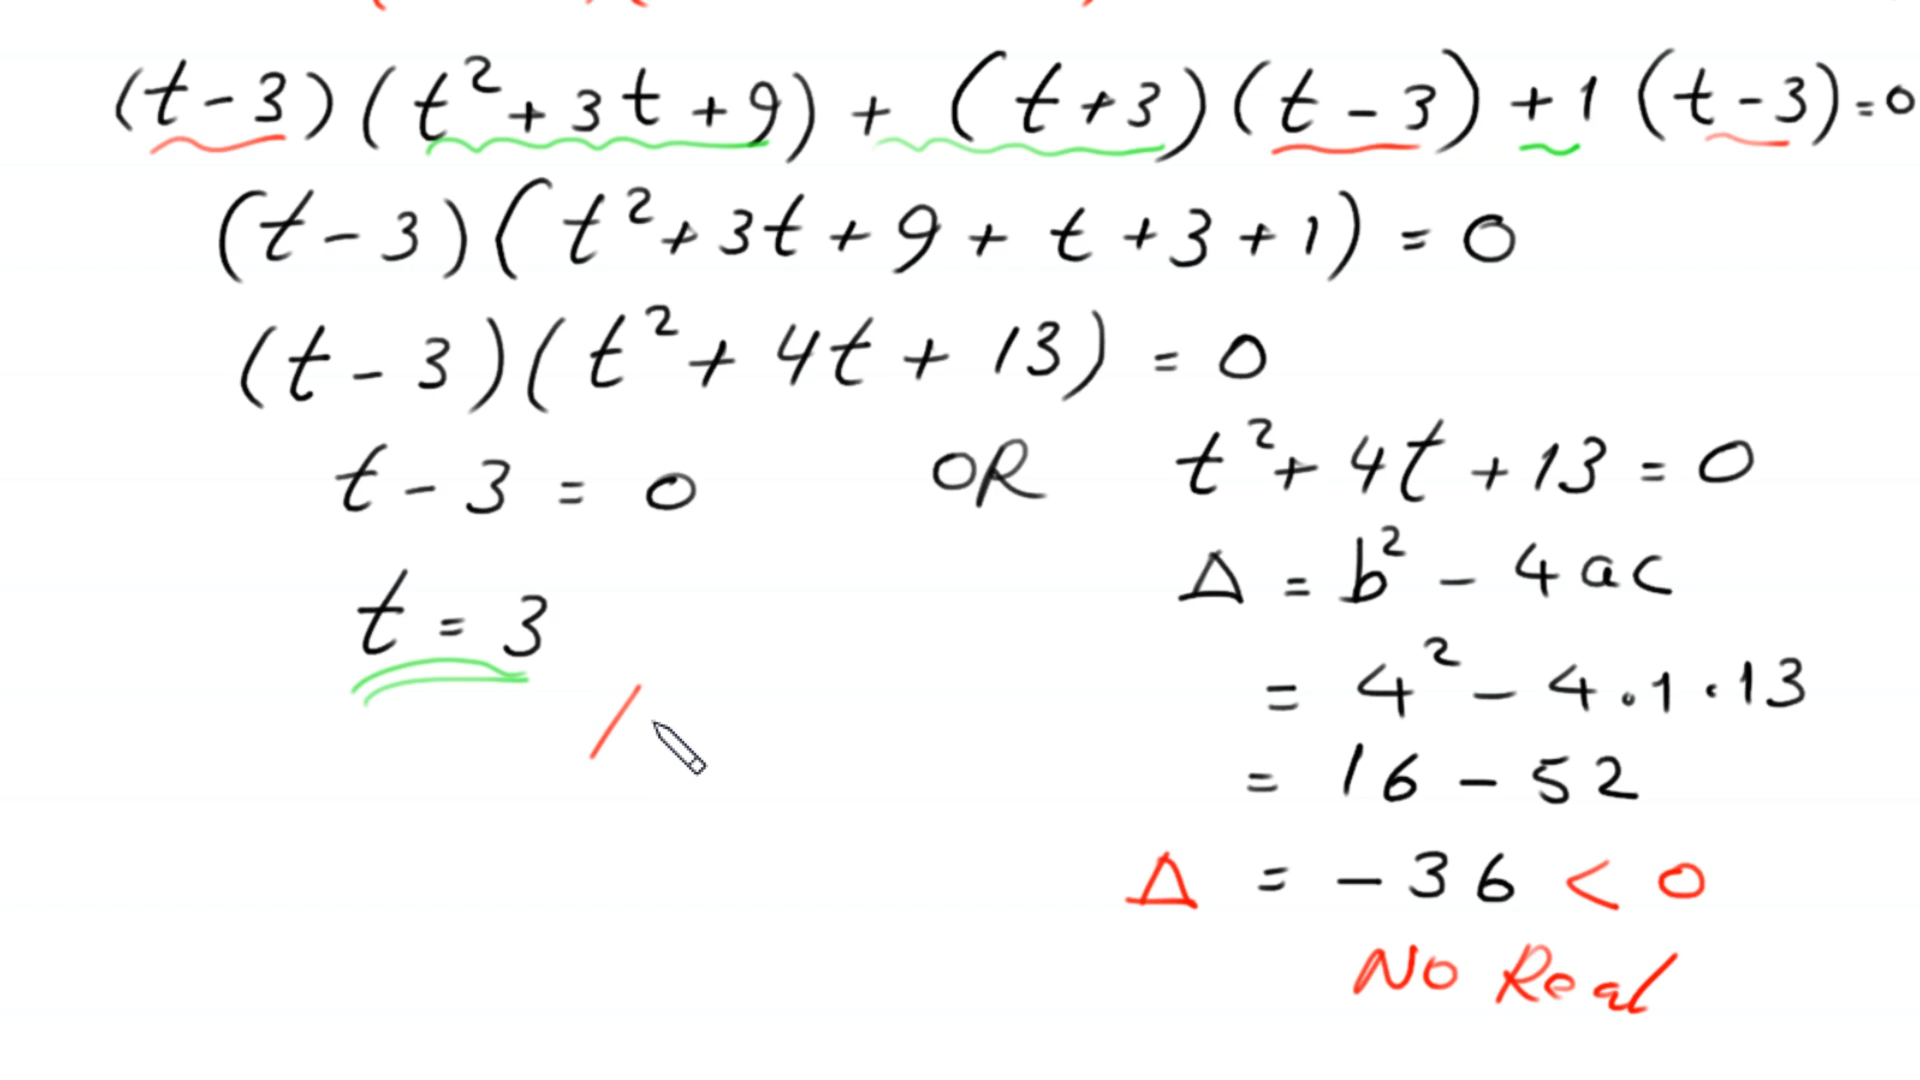 (t-3)(t²+3t+9) + (t+3)(t-3) +1 (t-3)=0
(t-3)(t²+3t+9+t+3+1)=0
(t-3)(t²+4t+13)=0
t-3=0 OR t²+4t+13=0
t=3
Δ = b² - 4ac
= 4² - 4.1.13
= 16 - 52
Δ = -36 < 0
NO Real